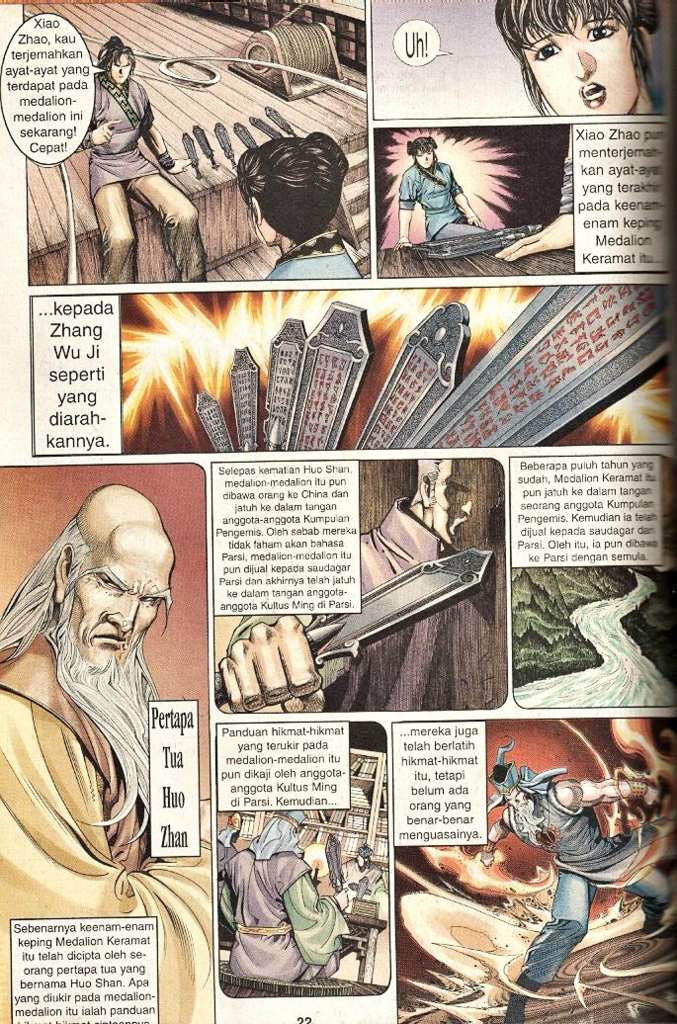 Xiao
Zhao, kau
terjemahkan
ayat-ayat yang
terdapat pada
medalion-
medalion ini
sekarang!
Cepat!
Uh!
Xiao Zhao pun
menterjemah-
kan ayat-ayat
yang terakhir
pada keenam-
enam keping
Medalion
Keramat itu...
...kepada
Zhang
Wu Ji
seperti
yang
diarah-
kannya.
Sebenarnya keenam-enam
keping Medalion Keramat
itu telah dicipta oleh se-
orang pertapa tua yang
bernama Huo Shan. Apa
yang diukir pada medalion-
medalion itu ialah panduan
Pertapa
Tua
Huo
Zhan
Selepas kematian Huo Shan,
medalion-medalion itu pun
dibawa orang ke China dan
jatuh ke dalam tangan
anggota-anggota Kumpulan
Pengemis. Oleh sebab mereka
tidak faham akan bahasa
Parsi, medalion-medalion itu
pun dijual kepada saudagar
Parsi dan akhirnya telah jatuh
ke dalam tangan anggota-
anggota Kultus Ming di Parsi.
Beberapa puluh tahun yang
sudah, Medalion Keramat itu
pun jatuh ke dalam tangan
seorang anggota Kumpulan
Pengemis. Kemudian ia telah
dijual kepada saudagar dari
Parsi. Oleh itu, ia pun dibawa
ke Parsi dengan semula.
Panduan hikmat-hikmat
yang terukir pada
medalion-medalion itu
pun dikaji oleh anggota-
anggota Kultus Ming
di Parsi. Kemudian...
...mereka juga
telah berlatih
hikmat-hikmat
itu, tetapi
belum ada
orang yang
benar-benar
menguasainya.
22